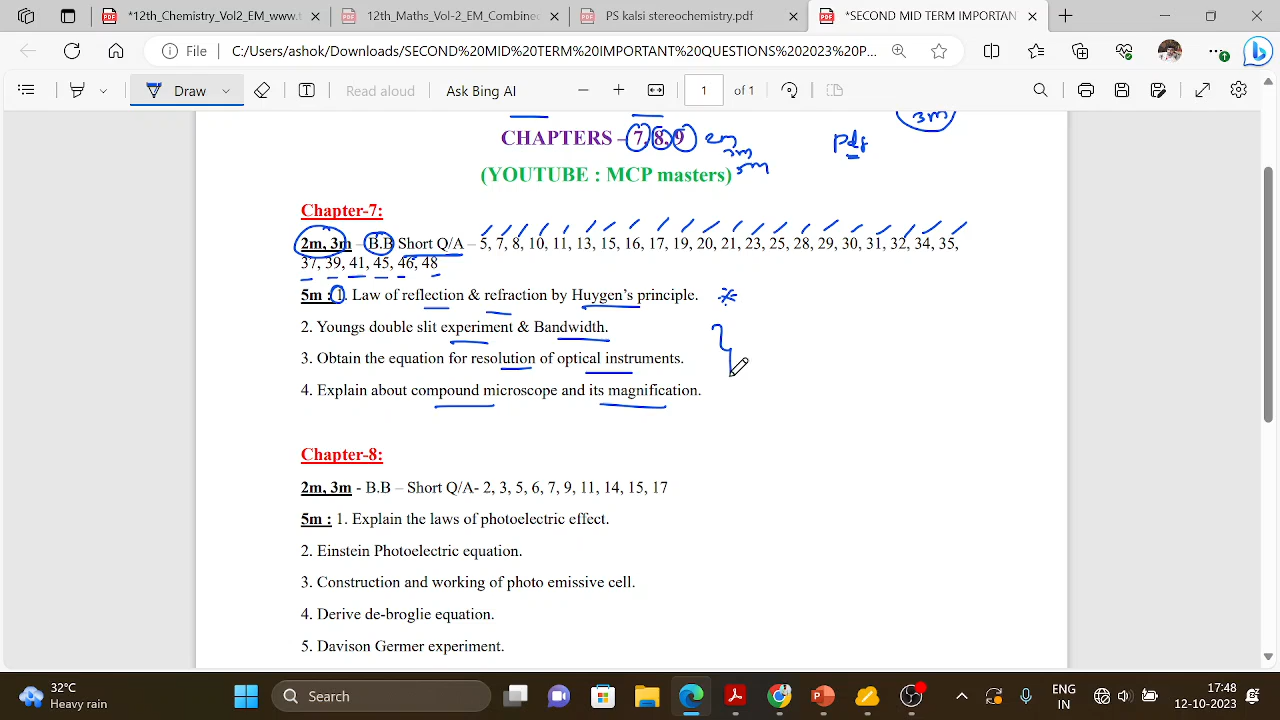 *12th_Chemistry_Vol2_EM_www.t
12th_Maths_Vol-2_EM_Combine
PS kalsi stereochemistry.pdf
*SECOND MID TERM IMPORTANT
File
C:/Users/ashok/Downloads/SECOND%20MID%20TERM%20IMPORTANT%20QUESTIONS%202023%20P...
Draw
Read aloud
Ask Bing AI
1 of 1
3m
CHAPTERS – 7, 8, 9 2m
3m
5m
pdf
(YOUTUBE : MCP masters)
Chapter-7:
2m, 3m – B.B Short Q/A – 5, 7, 8, 10, 11, 13, 15, 16, 17, 19, 20, 21, 23, 25, 28, 29, 30, 31, 32, 34, 35,
37, 39, 41, 45, 46, 48
5m : 1. Law of reflection & refraction by Huygen’s principle.
2. Youngs double slit experiment & Bandwidth.
3. Obtain the equation for resolution of optical instruments.
4. Explain about compound microscope and its magnification.
Chapter-8:
2m, 3m - B.B – Short Q/A- 2, 3, 5, 6, 7, 9, 11, 14, 15, 17
5m : 1. Explain the laws of photoelectric effect.
2. Einstein Photoelectric equation.
3. Construction and working of photo emissive cell.
4. Derive de-broglie equation.
5. Davison Germer experiment.
32°C
Heavy rain
Search
ENG
IN
17:48
12-10-2023